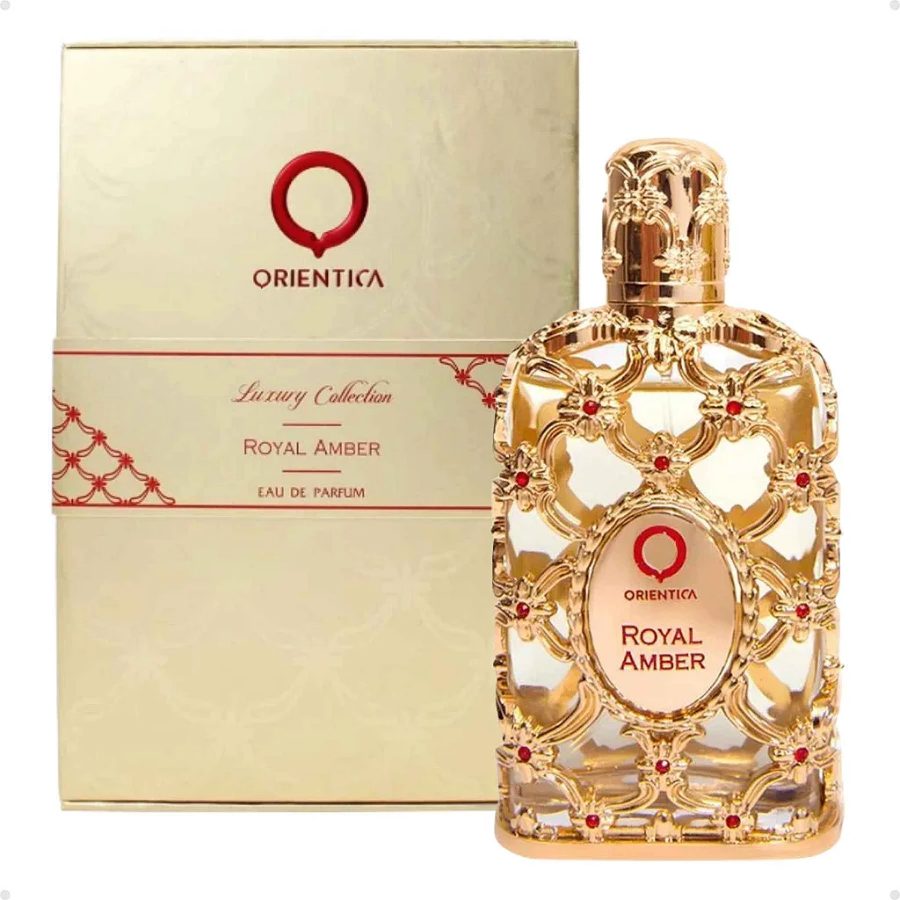 ORIENTICA
Luxury Collection
ROYAL AMBER
EAU DE PARFUM
ORIENTICA
ROYAL
AMBER